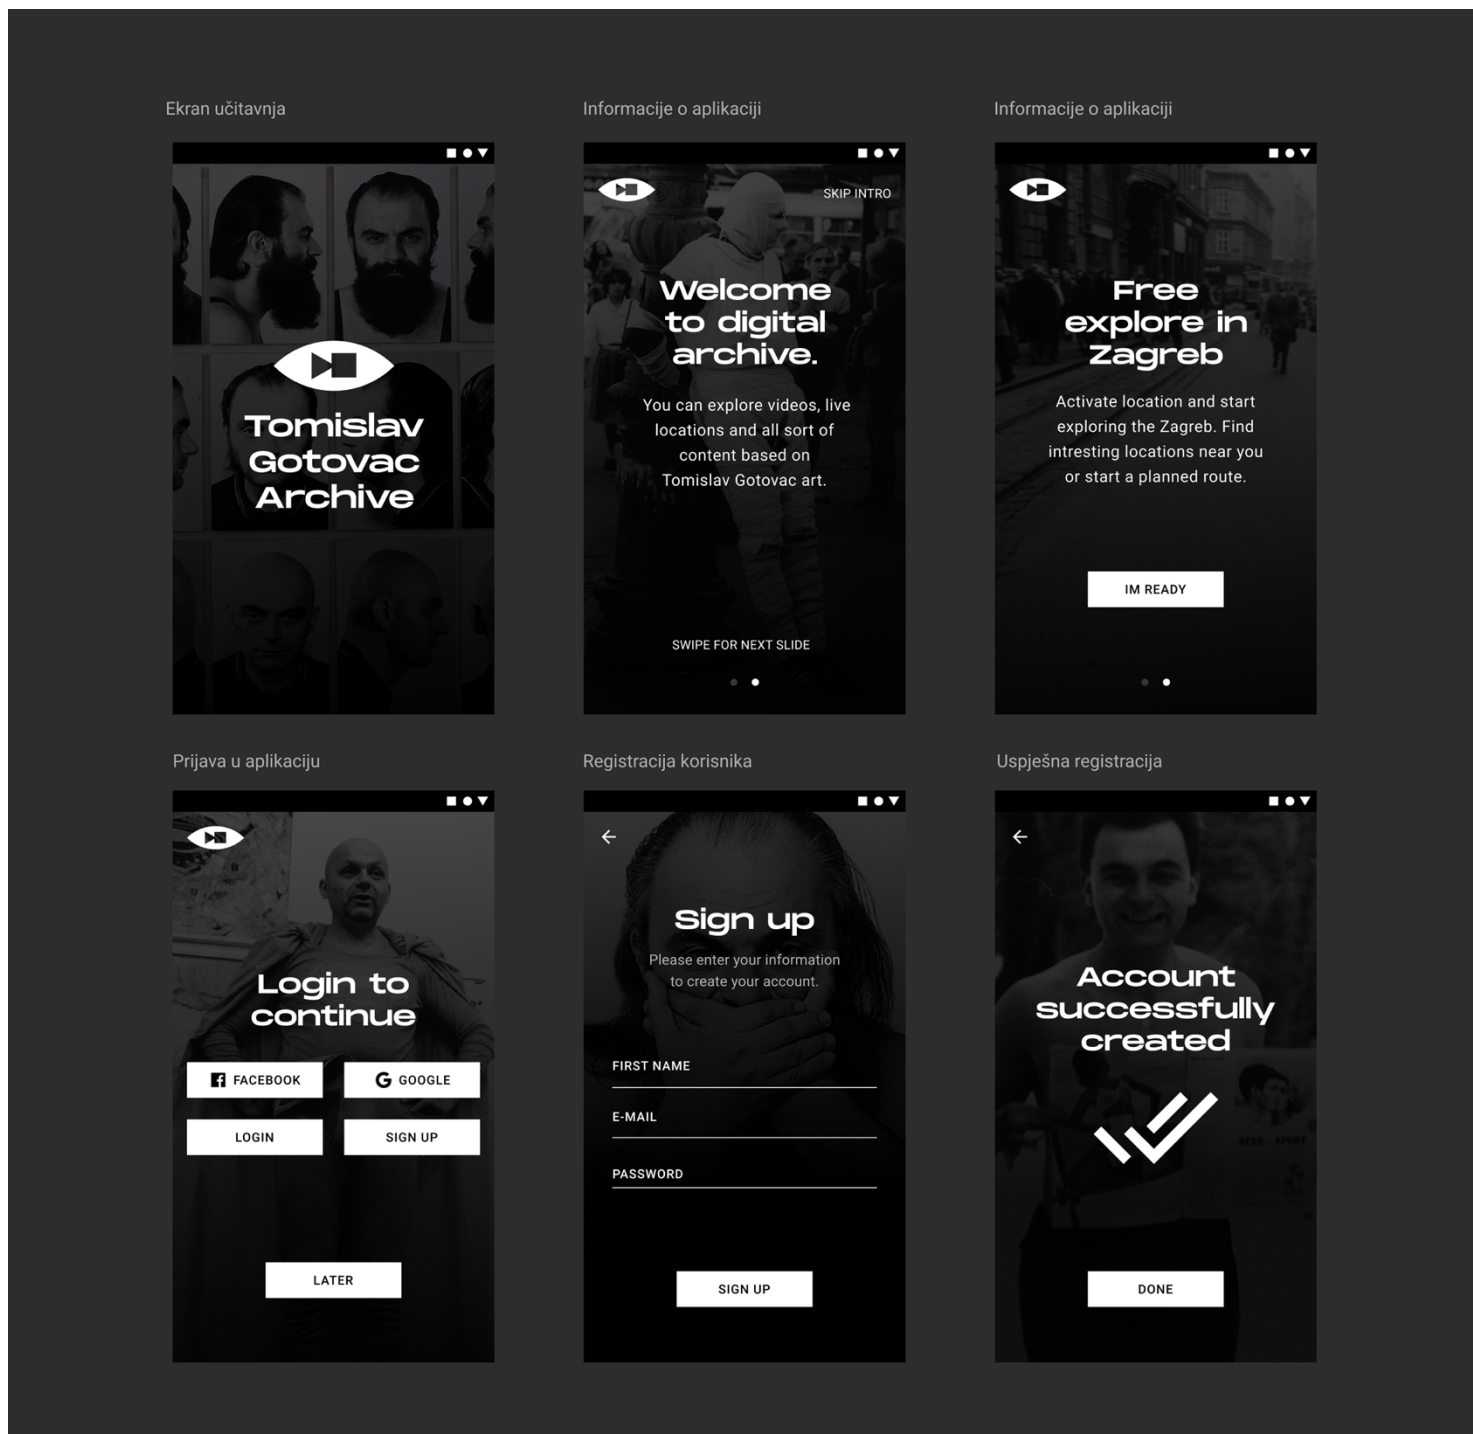 Ekran učitavnja
Informacije o aplikaciji
Informacije o aplikaciji
Tomislav
Gotovac
Archive
SKIP INTRO
Welcome
to digital
archive.
You can explore videos, live
locations and all sort of
content based on
Tomislav Gotovac art.
SWIPE FOR NEXT SLIDE
Free
explore in
Zagreb
Activate location and start
exploring the Zagreb. Find
intresting locations near you
or start a planned route.
IM READY
Prijava u aplikaciju
Registracija korisnika
Uspješna registracija
Login to
continue
FACEBOOK
GOOGLE
LOGIN
SIGN UP
LATER
Sign up
Please enter your information
to create your account.
FIRST NAME
E-MAIL
PASSWORD
SIGN UP
Account
successfully
created
DONE